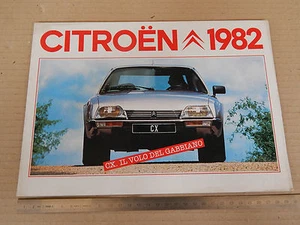 CITROËN 1982
CX
CX. IL VOLO DEL GABBIANO